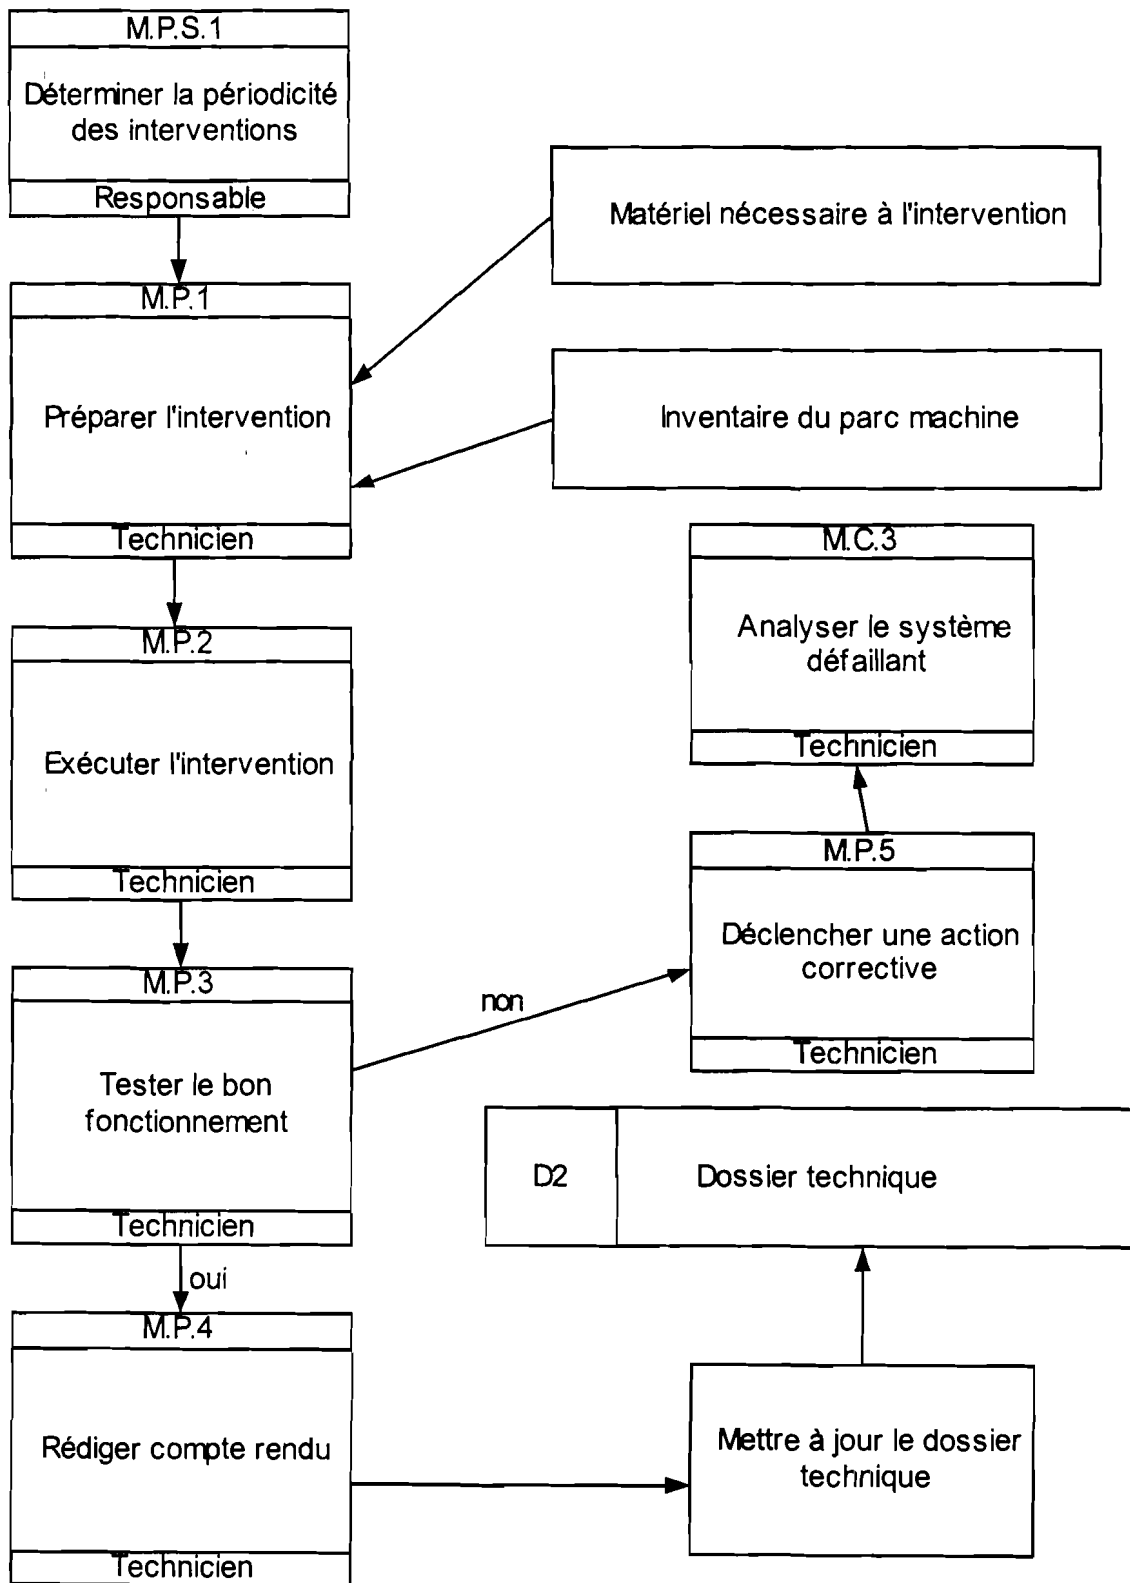 M.P.S.1
Déterminer la périodicité
des interventions
Responsable
Matériel nécessaire à l'intervention
M.P.1
Préparer l'intervention
Technicien
Inventaire du parc machine
M.C.3
Analyser le système
défaillant
Technicien
M.P.2
Exécuter l'intervention
Technicien
M.P.5
Déclencher une action
corrective
Technicien
M.P.3
Tester le bon
fonctionnement
Technicien
non
oui
D2
Dossier technique
M.P.4
Rédiger compte rendu
Technicien
Mettre à jour le dossier
technique